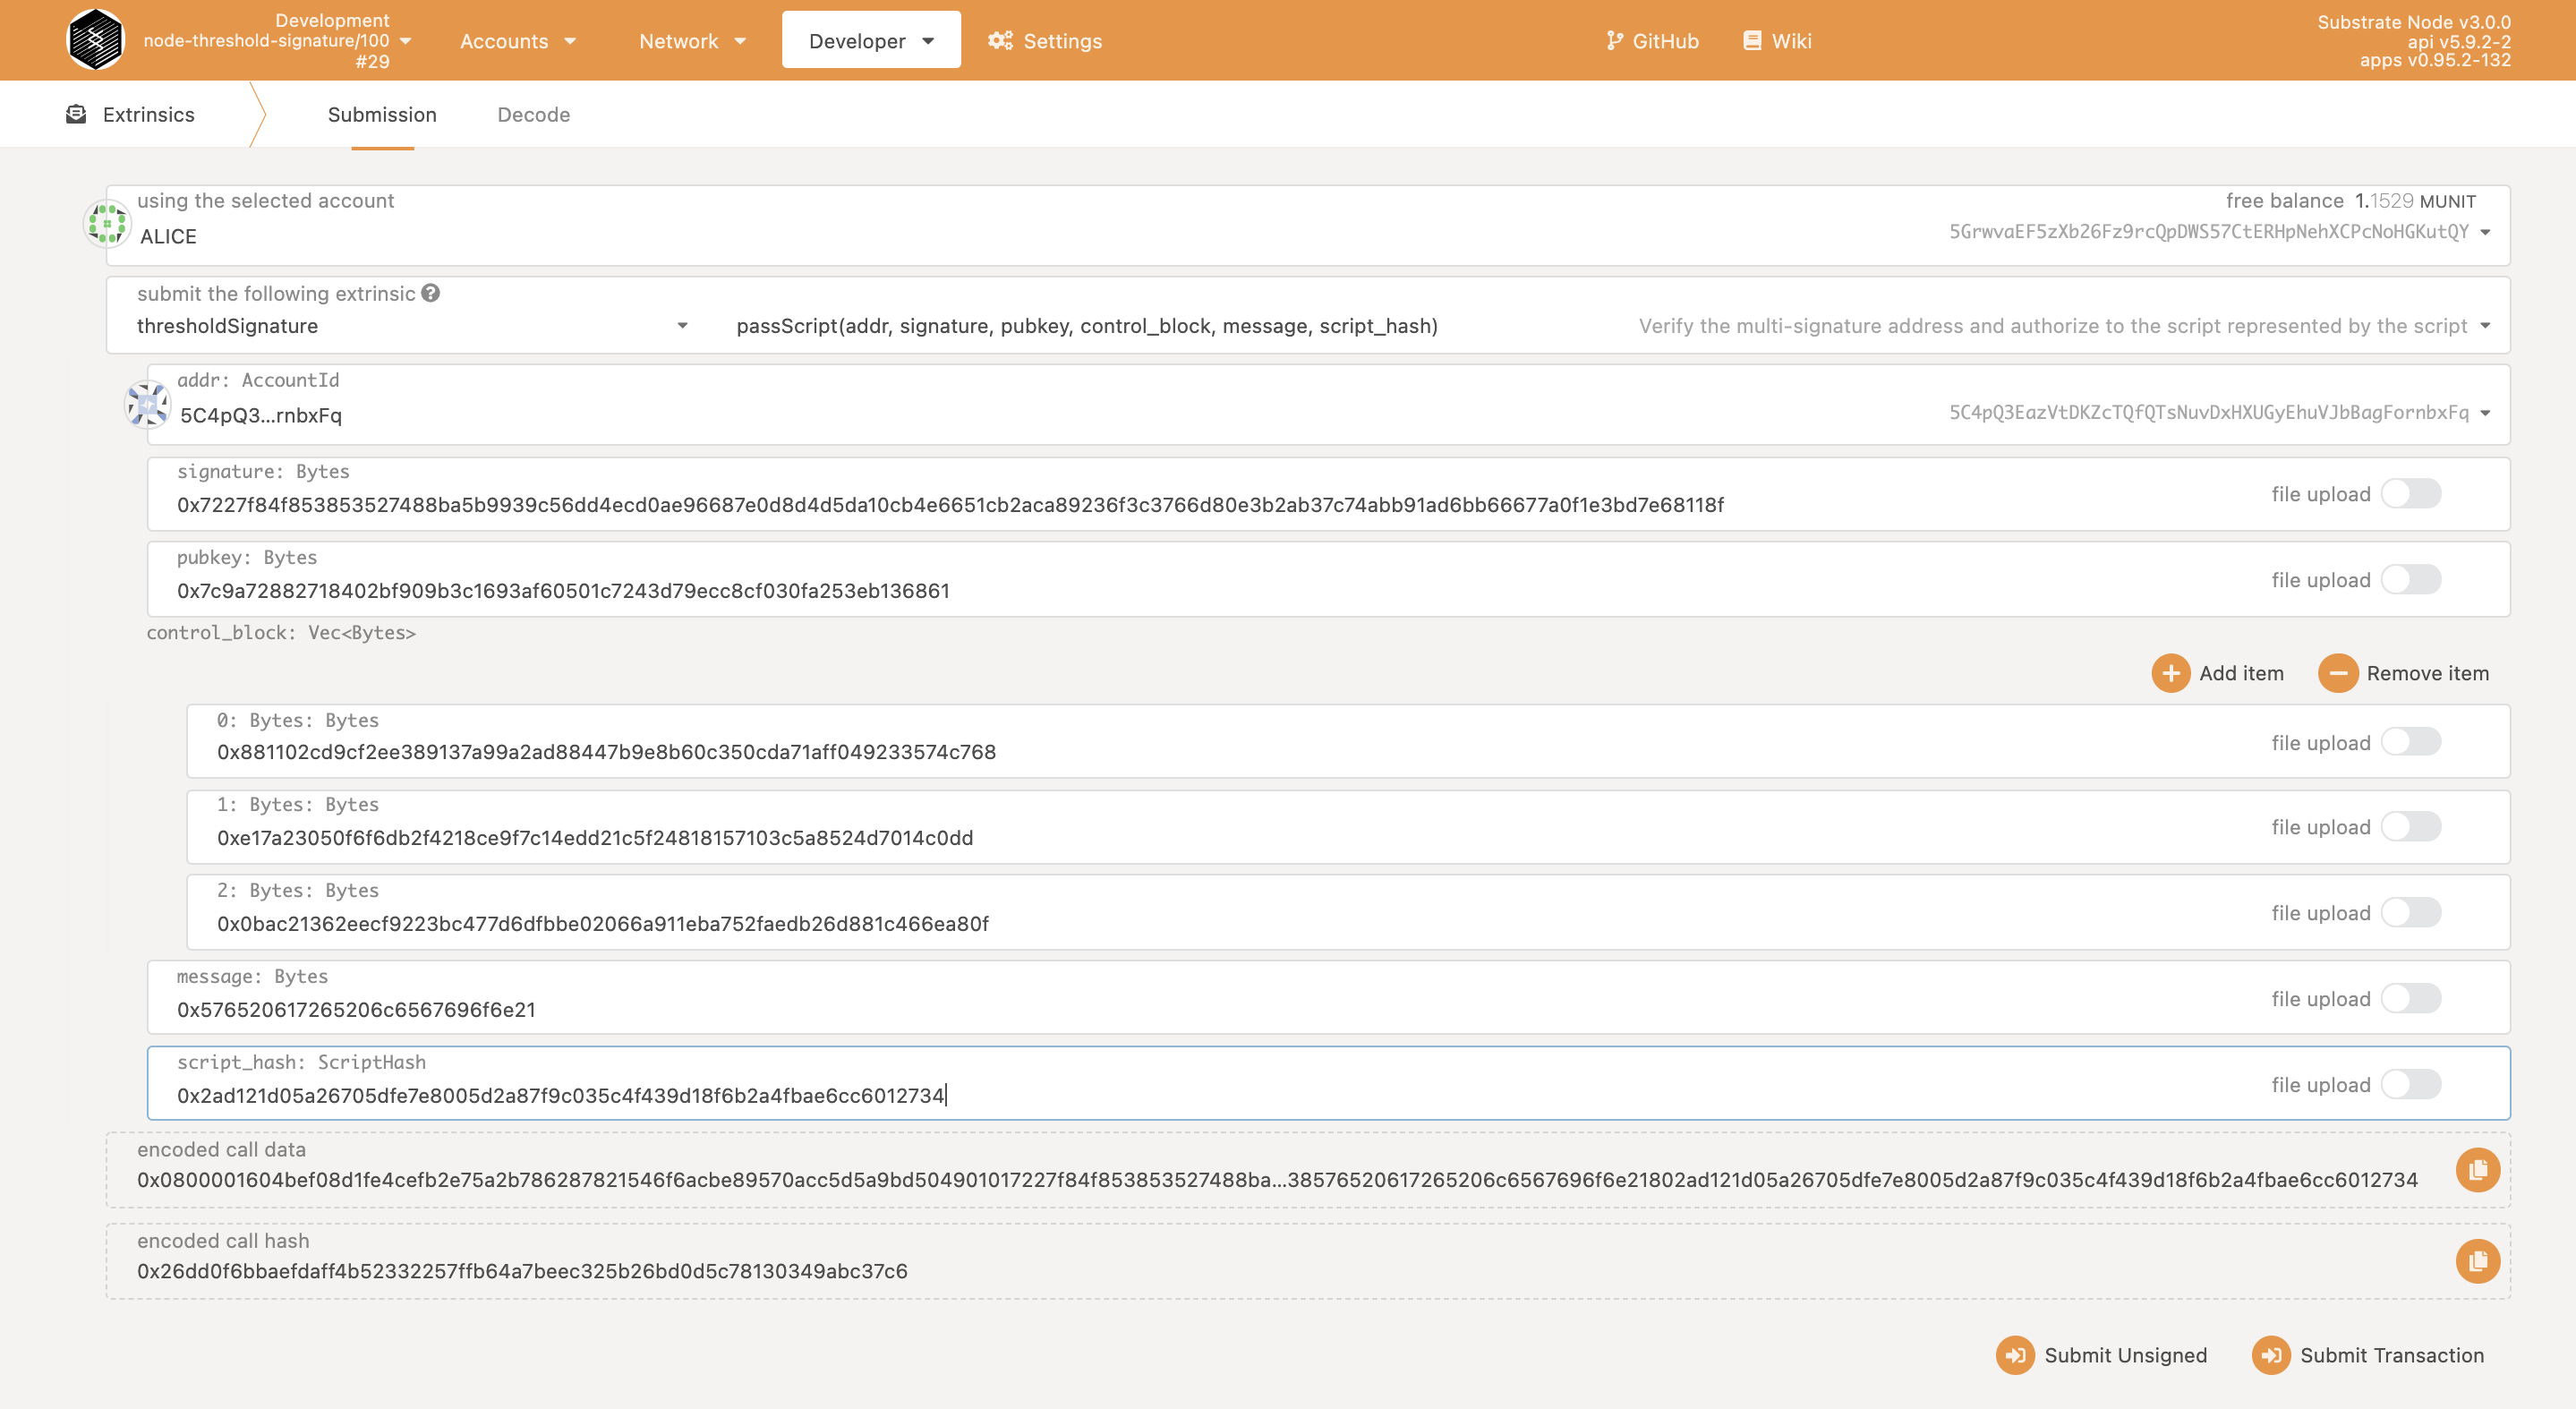 Development
node-threshold-signature/100
#29
Accounts
Network
Developer
Settings
GitHub
Wiki
Substrate Node v3.0.0
api v5.9.2-2
apps v0.95.2-132
Extrinsics
Submission
Decode
using the selected account
ALICE
free balance 1.1529 MUNIT
5GrwvaEF5zXb26Fz9rcQpDWS57CtERHpNehXCPcNoHGKutQY
submit the following extrinsic
thresholdSignature
passScript(addr, signature, pubkey, control_block, message, script_hash)
Verify the multi-signature address and authorize to the script represented by the script
addr: AccountId
5C4pQ3...rnbxFq
5C4pQ3EazVtDKZcTQfQTsNuvDxHXUGyEhuVJbBagFornbxFq
signature: Bytes
0x7227f84f853853527488ba5b9939c56dd4ecd0ae96687e0d8d4d5da10cb4e6651cb2aca89236f3c3766d80e3b2ab37c74abb91ad6bb66677a0f1e3bd7e68118f
file upload
pubkey: Bytes
0x7c9a72882718402bf909b3c1693af60501c7243d79ecc8cf030fa253eb136861
file upload
control_block: Vec<Bytes>
Add item
Remove item
0: Bytes: Bytes
0x881102cd9cf2ee389137a99a2ad88447b9e8b60c350cda71aff049233574c768
file upload
1: Bytes: Bytes
0xe17a23050f6f6db2f4218ce9f7c14edd21c5f24818157103c5a8524d7014c0dd
file upload
2: Bytes: Bytes
0x0bac21362eecf9223bc477d6dfbbe02066a911eba752faedb26d881c466ea80f
file upload
message: Bytes
0x576520617265206c6567696f6e21
file upload
script_hash: ScriptHash
0x2ad121d05a26705dfe7e8005d2a87f9c035c4f439d18f6b2a4fbae6cc6012734
file upload
encoded call data
0x0800001604bef08d1fe4cefb2e75a2b786287821546f6acbe89570acc5d5a9bd504901017227f84f853853527488ba...38576520617265206c6567696f6e21802ad121d05a26705dfe7e8005d2a87f9c035c4f439d18f6b2a4fbae6cc6012734
encoded call hash
0x26dd0f6bbaefdaff4b52332257ffb64a7beec325b26bd0d5c78130349abc37c6
Submit Unsigned
Submit Transaction